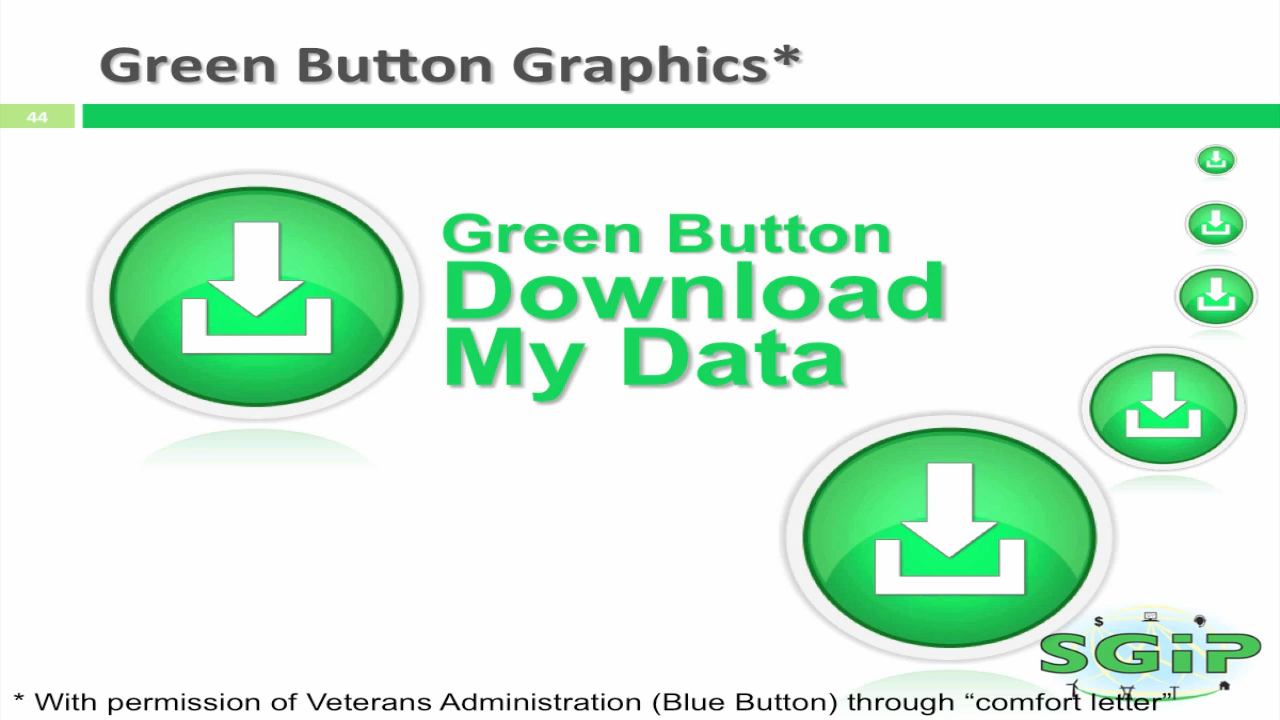 Green Button Graphics*
44
Green Button
Download
My Data
$
SGiP
* With permission of Veterans Administration (Blue Button) through “comfort letter”